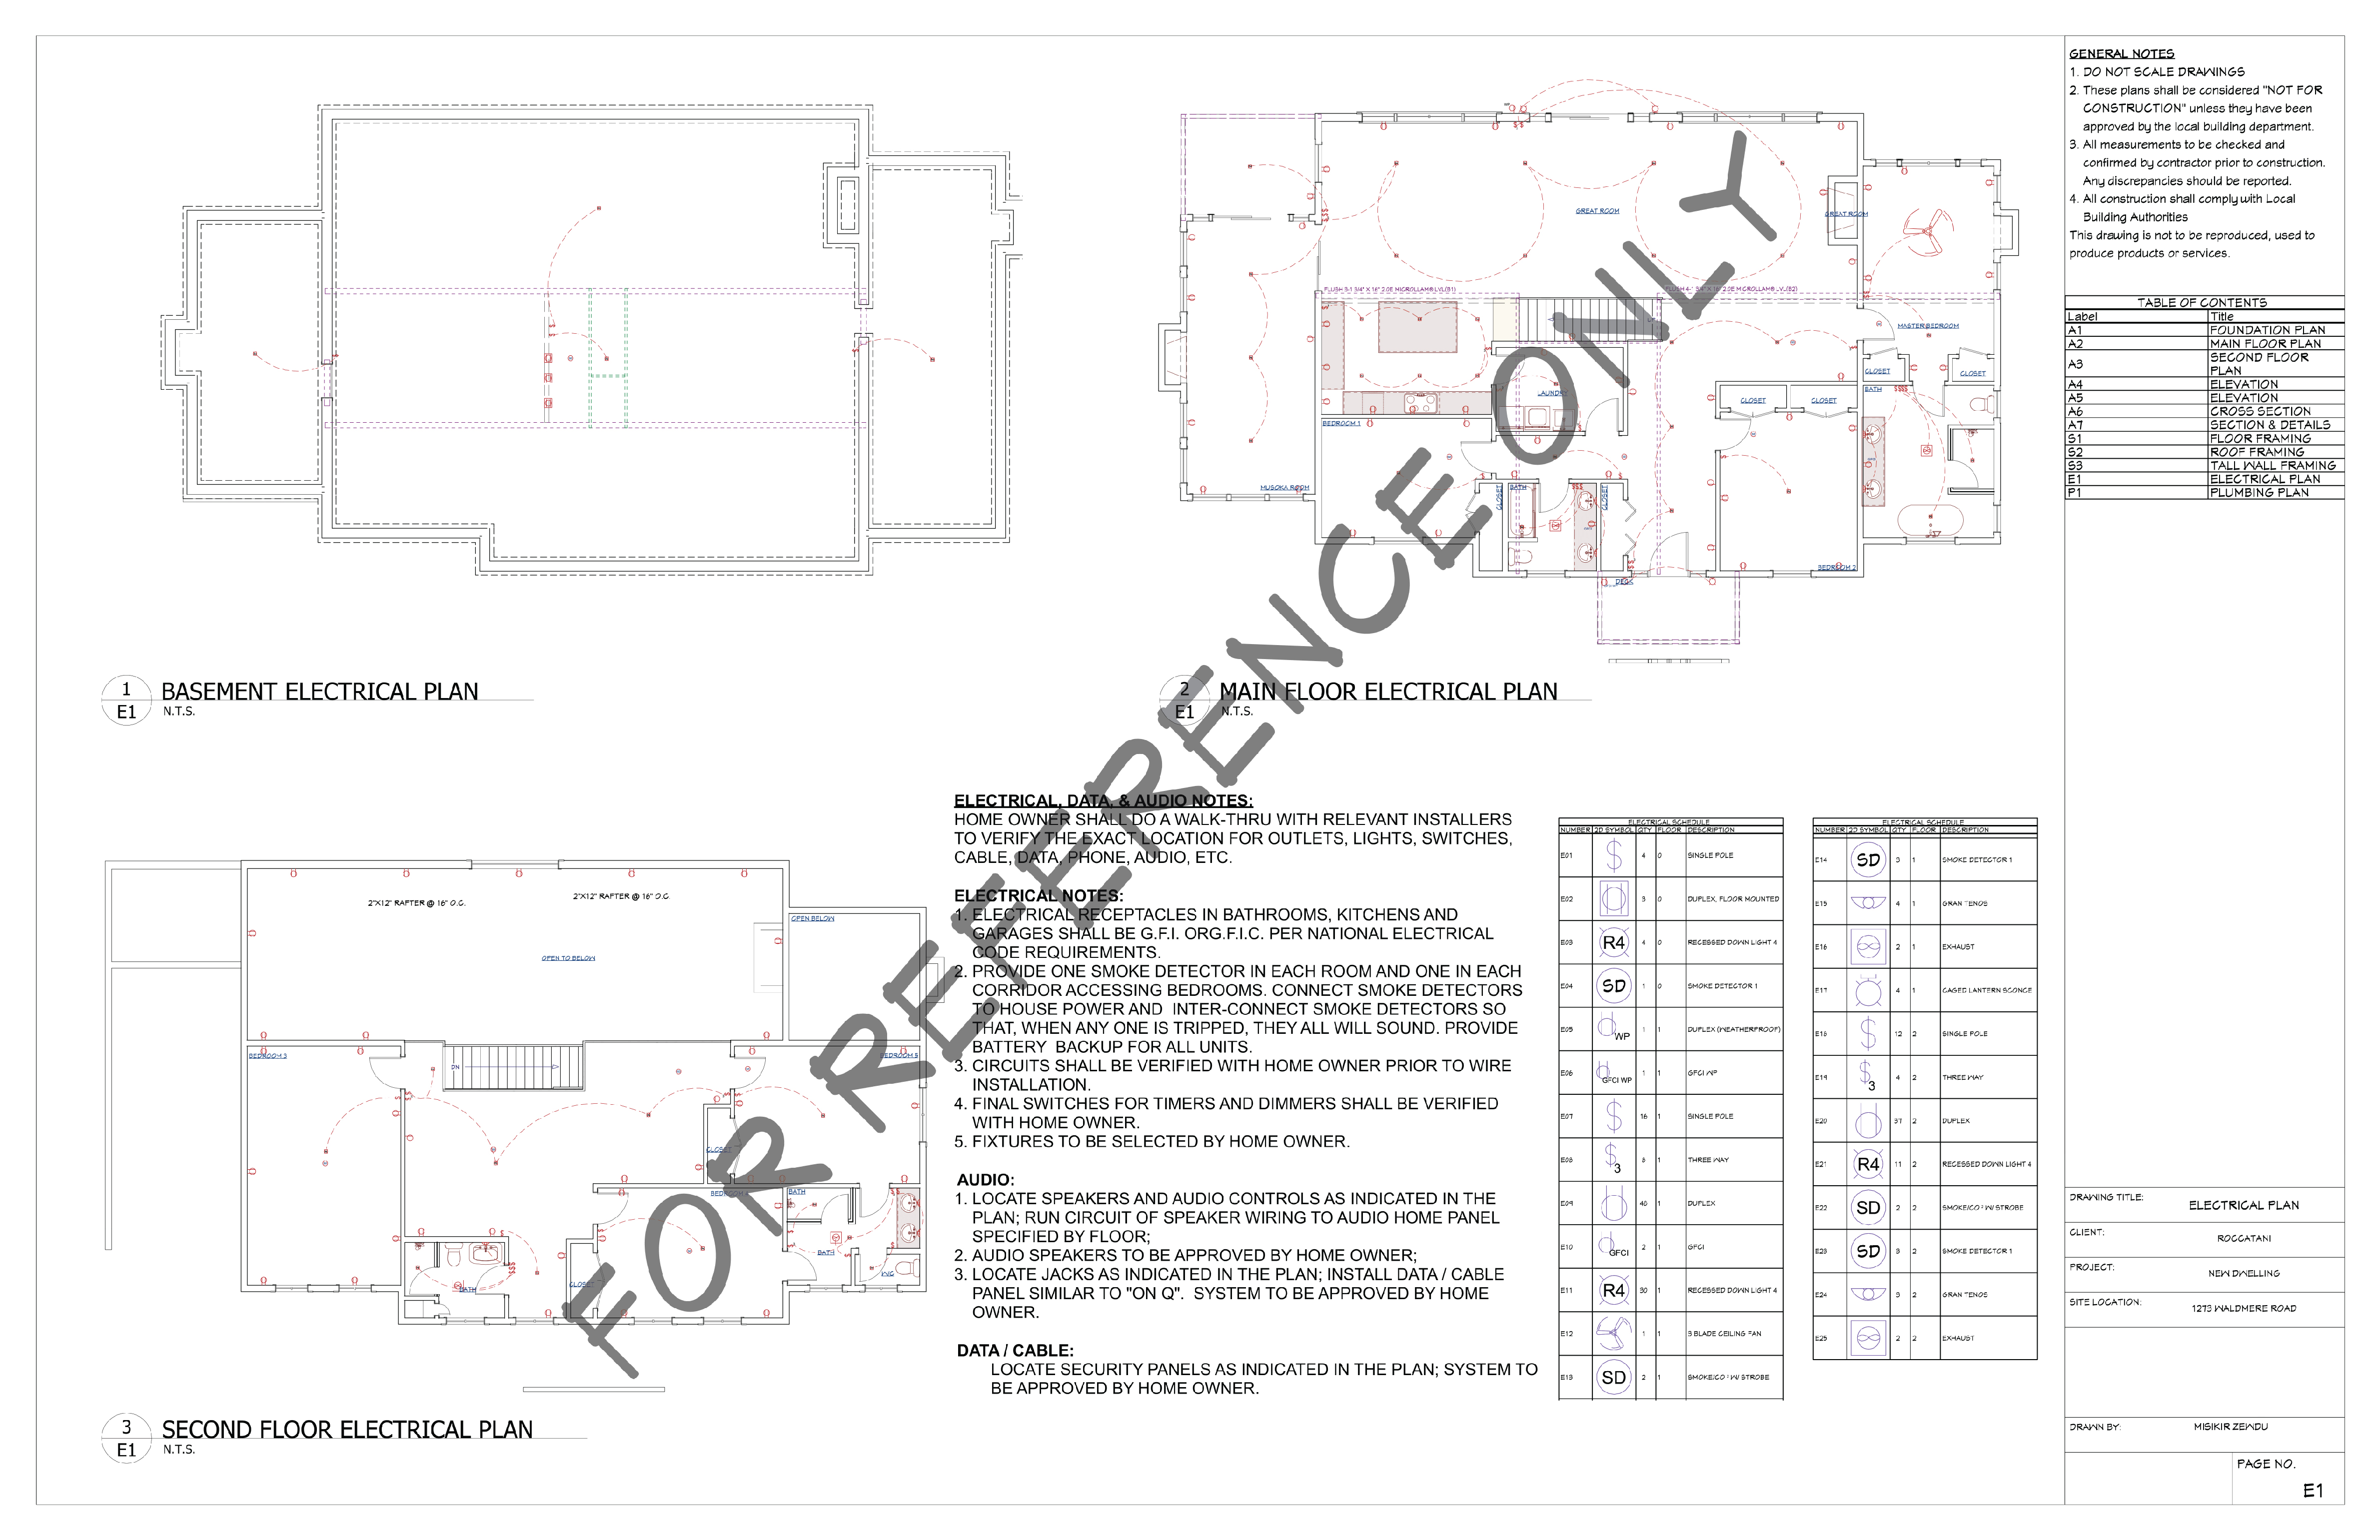 GENERAL NOTES
1. DO NOT SCALE DRAWINGS
2. These plans shall be considered "NOT FOR
CONSTRUCTION" unless they have been
approved by the local building department.
3. All measurements to be checked and
confirmed by contractor prior to construction.
Any discrepancies should be reported.
4. All construction shall comply with Local
Building Authorities
This drawing is not to be reproduced, used to
produce products or services.
TABLE OF CONTENTS
Label Title
A1 FOUNDATION PLAN
A2 MAIN FLOOR PLAN
A3 SECOND FLOOR
PLAN
A4 ELEVATION
A5 ELEVATION
A6 CROSS SECTION
A7 SECTION & DETAILS
S1 FLOOR FRAMING
S2 ROOF FRAMING
S3 TALL WALL FRAMING
E1 ELECTRICAL PLAN
P1 PLUMBING PLAN
GREAT ROOM
GREAT ROOM
MASTER BEDROOM
CLOSET
CLOSET
BATH
CLOSET
CLOSET
LAUNDRY
BEDROOM 1
MUSOKA ROOM
CLOSET
BATH
CLOSET
BEDROOM 2
DECK
1
E1
BASEMENT ELECTRICAL PLAN
N.T.S.
2
E1
MAIN FLOOR ELECTRICAL PLAN
N.T.S.
FOR REFERENCE ONLY
2"X12" RAFTER @ 16" O.C.
2"X12" RAFTER @ 16" O.C.
OPEN BELOW
OPEN TO BELOW
BEDROOM 3
DN
BEDROOM 5
CLOSET
BATH
BATH
WC
CLOSET
BATH
3
E1
SECOND FLOOR ELECTRICAL PLAN
N.T.S.
ELECTRICAL, DATA, & AUDIO NOTES:
HOME OWNER SHALL DO A WALK-THRU WITH RELEVANT INSTALLERS
TO VERIFY THE EXACT LOCATION FOR OUTLETS, LIGHTS, SWITCHES,
CABLE, DATA, PHONE, AUDIO, ETC.
ELECTRICAL NOTES:
1. ELECTRICAL RECEPTACLES IN BATHROOMS, KITCHENS AND
GARAGES SHALL BE G.F.I. ORG.F.I.C. PER NATIONAL ELECTRICAL
CODE REQUIREMENTS.
2. PROVIDE ONE SMOKE DETECTOR IN EACH ROOM AND ONE IN EACH
CORRIDOR ACCESSING BEDROOMS. CONNECT SMOKE DETECTORS
TO HOUSE POWER AND INTER-CONNECT SMOKE DETECTORS SO
THAT, WHEN ANY ONE IS TRIPPED, THEY ALL WILL SOUND. PROVIDE
BATTERY BACKUP FOR ALL UNITS.
3. CIRCUITS SHALL BE VERIFIED WITH HOME OWNER PRIOR TO WIRE
INSTALLATION.
4. FINAL SWITCHES FOR TIMERS AND DIMMERS SHALL BE VERIFIED
WITH HOME OWNER.
5. FIXTURES TO BE SELECTED BY HOME OWNER.
AUDIO:
1. LOCATE SPEAKERS AND AUDIO CONTROLS AS INDICATED IN THE
PLAN; RUN CIRCUIT OF SPEAKER WIRING TO AUDIO HOME PANEL
SPECIFIED BY FLOOR;
2. AUDIO SPEAKERS TO BE APPROVED BY HOME OWNER;
3. LOCATE JACKS AS INDICATED IN THE PLAN; INSTALL DATA / CABLE
PANEL SIMILAR TO "ON Q". SYSTEM TO BE APPROVED BY HOME
OWNER.
DATA / CABLE:
LOCATE SECURITY PANELS AS INDICATED IN THE PLAN; SYSTEM TO
BE APPROVED BY HOME OWNER.
ELECTRICAL SCHEDULE
NUMBER 2D SYMBOL QTY FLOOR DESCRIPTION
E01 $ 4 0 SINGLE POLE
E02 3 0 DUPLEX, FLOOR MOUNTED
E03 R4 4 0 RECESSED DOWN LIGHT 4
E04 SD 1 0 SMOKE DETECTOR 1
E05 WP 1 1 DUPLEX (WEATHERPROOF)
E06 GFCI WP 1 1 GFCI WP
E07 $ 16 1 SINGLE POLE
E08 $3 1 THREE WAY
E09 1 DUPLEX
E10 GFCI 2 1 GFCI
E11 R4 30 1 RECESSED DOWN LIGHT 4
E12 1 1 3 BLADE CEILING FAN
E13 SD 2 1 SMOKE/CO² W/ STROBE
ELECTRICAL SCHEDULE
NUMBER 2D SYMBOL QTY FLOOR DESCRIPTION
E14 SD 3 1 SMOKE DETECTOR 1
E15 4 1 GRAN TENOS
E16 2 1 EXHAUST
E17 4 1 CAGED LANTERN SCONCE
E18 $ 12 2 SINGLE POLE
E19 $3 4 2 THREE WAY
E20 37 2 DUPLEX
E21 R4 11 2 RECESSED DOWN LIGHT 4
E22 SD 2 2 SMOKE/CO² W/ STROBE
E23 SD 3 2 SMOKE DETECTOR 1
E24 3 2 GRAN TENOS
E25 2 2 EXHAUST
DRAWING TITLE: ELECTRICAL PLAN
CLIENT: ROCCATANI
PROJECT: NEW DWELLING
SITE LOCATION: 1273 WALDMERE ROAD
DRAWN BY: MISIKIR ZEWDU
PAGE NO.
E1